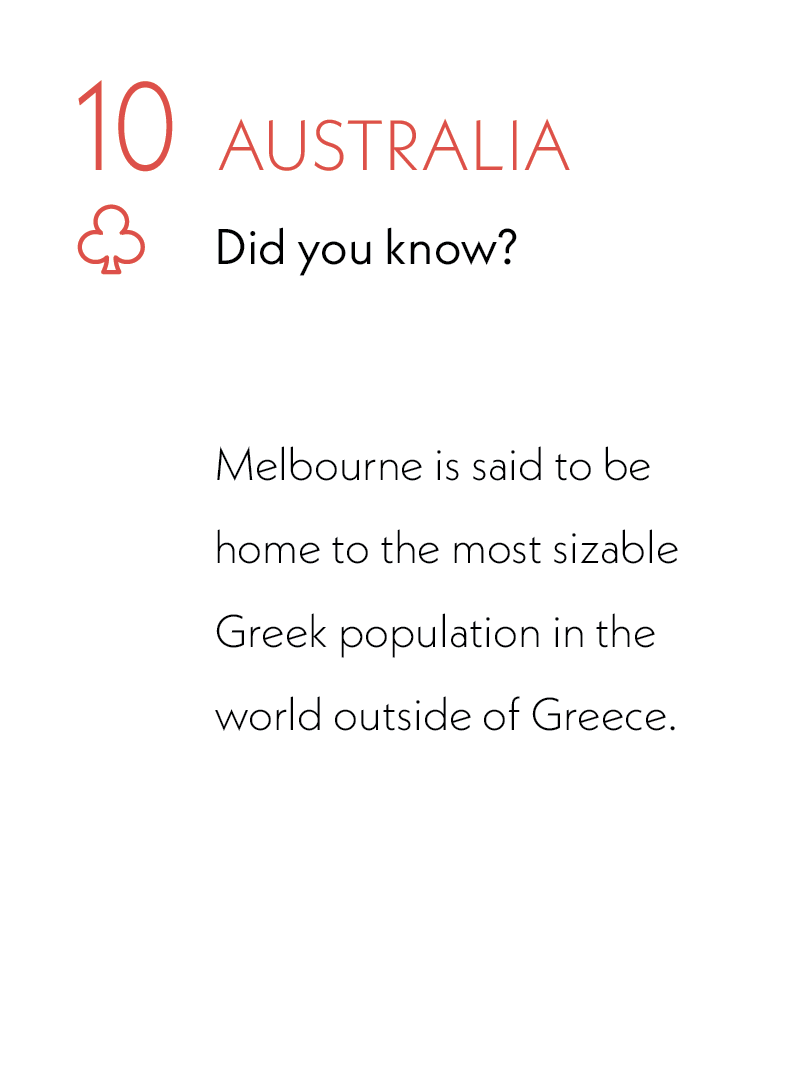 10 AUSTRALIA
Did you know?
Melbourne is said to be
home to the most sizable
Greek population in the
world outside of Greece.